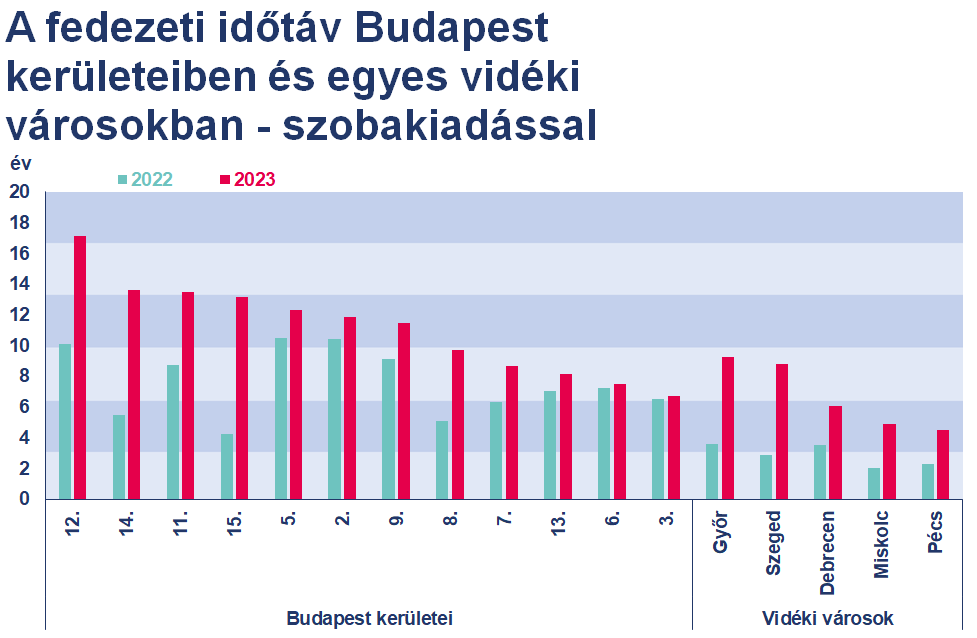 A fedezeti időtáv Budapest
kerületeiben és egyes vidéki
városokban - szobakiadással
év
2022 2023
20
18
16
14
12
10
8
6
4
2
0
12. 14. 11. 15. 5. 2. 9. 8. 7. 13. 6. 3. Győr Szeged Debrecen Miskolc Pécs
Budapest kerületei Vidéki városok